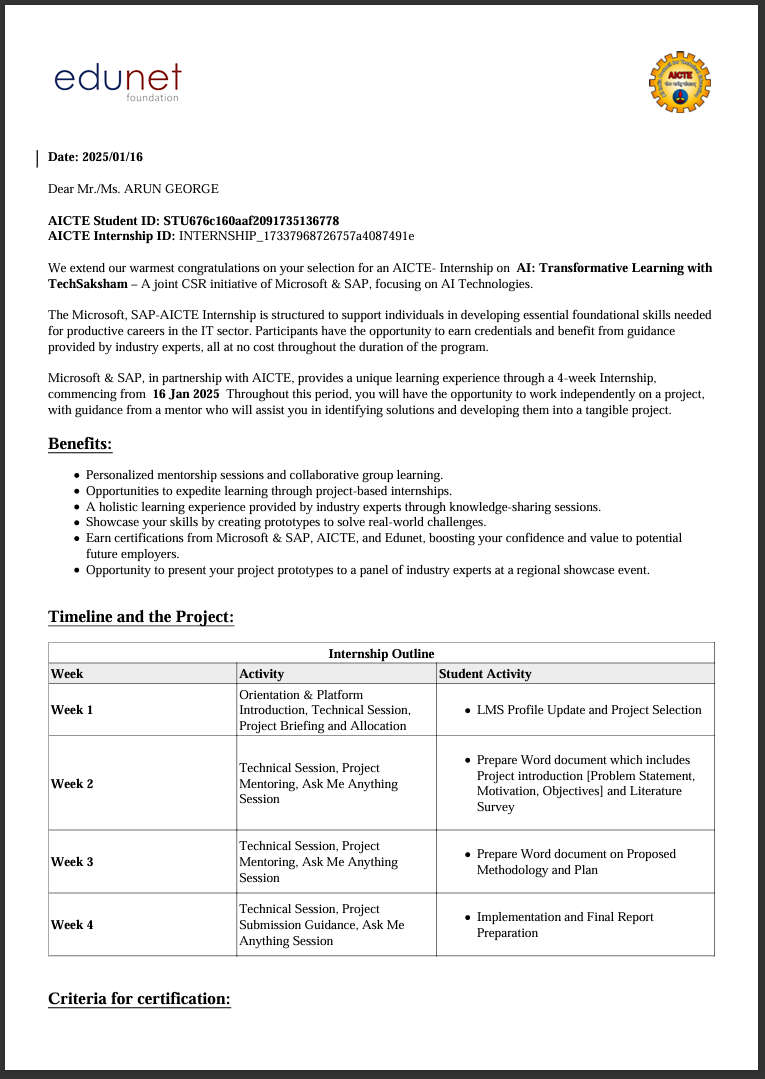 edunet
foundation
AICTE
Date: 2025/01/16
Dear Mr./Ms. ARUN GEORGE
AICTE Student ID: STU676c160aaf2091735136778
AICTE Internship ID: INTERNSHIP_17337968726757a4087491e
We extend our warmest congratulations on your selection for an AICTE- Internship on AI: Transformative Learning with
TechSaksham – A joint CSR initiative of Microsoft & SAP, focusing on AI Technologies.
The Microsoft, SAP-AICTE Internship is structured to support individuals in developing essential foundational skills needed
for productive careers in the IT sector. Participants have the opportunity to earn credentials and benefit from guidance
provided by industry experts, all at no cost throughout the duration of the program.
Microsoft & SAP, in partnership with AICTE, provides a unique learning experience through a 4-week Internship,
commencing from 16 Jan 2025 Throughout this period, you will have the opportunity to work independently on a project,
with guidance from a mentor who will assist you in identifying solutions and developing them into a tangible project.
Benefits:
• Personalized mentorship sessions and collaborative group learning.
• Opportunities to expedite learning through project-based internships.
• A holistic learning experience provided by industry experts through knowledge-sharing sessions.
• Showcase your skills by creating prototypes to solve real-world challenges.
• Earn certifications from Microsoft & SAP, AICTE, and Edunet, boosting your confidence and value to potential
future employers.
• Opportunity to present your project prototypes to a panel of industry experts at a regional showcase event.
Timeline and the Project:
Internship Outline
Week Activity Student Activity
Week 1
Orientation & Platform
Introduction, Technical Session,
Project Briefing and Allocation
• LMS Profile Update and Project Selection
Week 2
Technical Session, Project
Mentoring, Ask Me Anything
Session
• Prepare Word document which includes
Project introduction [Problem Statement,
Motivation, Objectives] and Literature
Survey
Week 3
Technical Session, Project
Mentoring, Ask Me Anything
Session
• Prepare Word document on Proposed
Methodology and Plan
Week 4
Technical Session, Project
Submission Guidance, Ask Me
Anything Session
• Implementation and Final Report
Preparation
Criteria for certification: